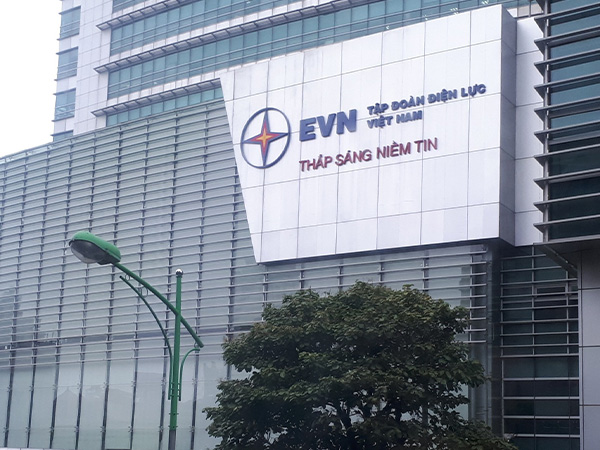 EVN TẬP ĐOÀN ĐIỆN LỰC
VIỆT NAM
THẮP SÁNG NIỀM TIN